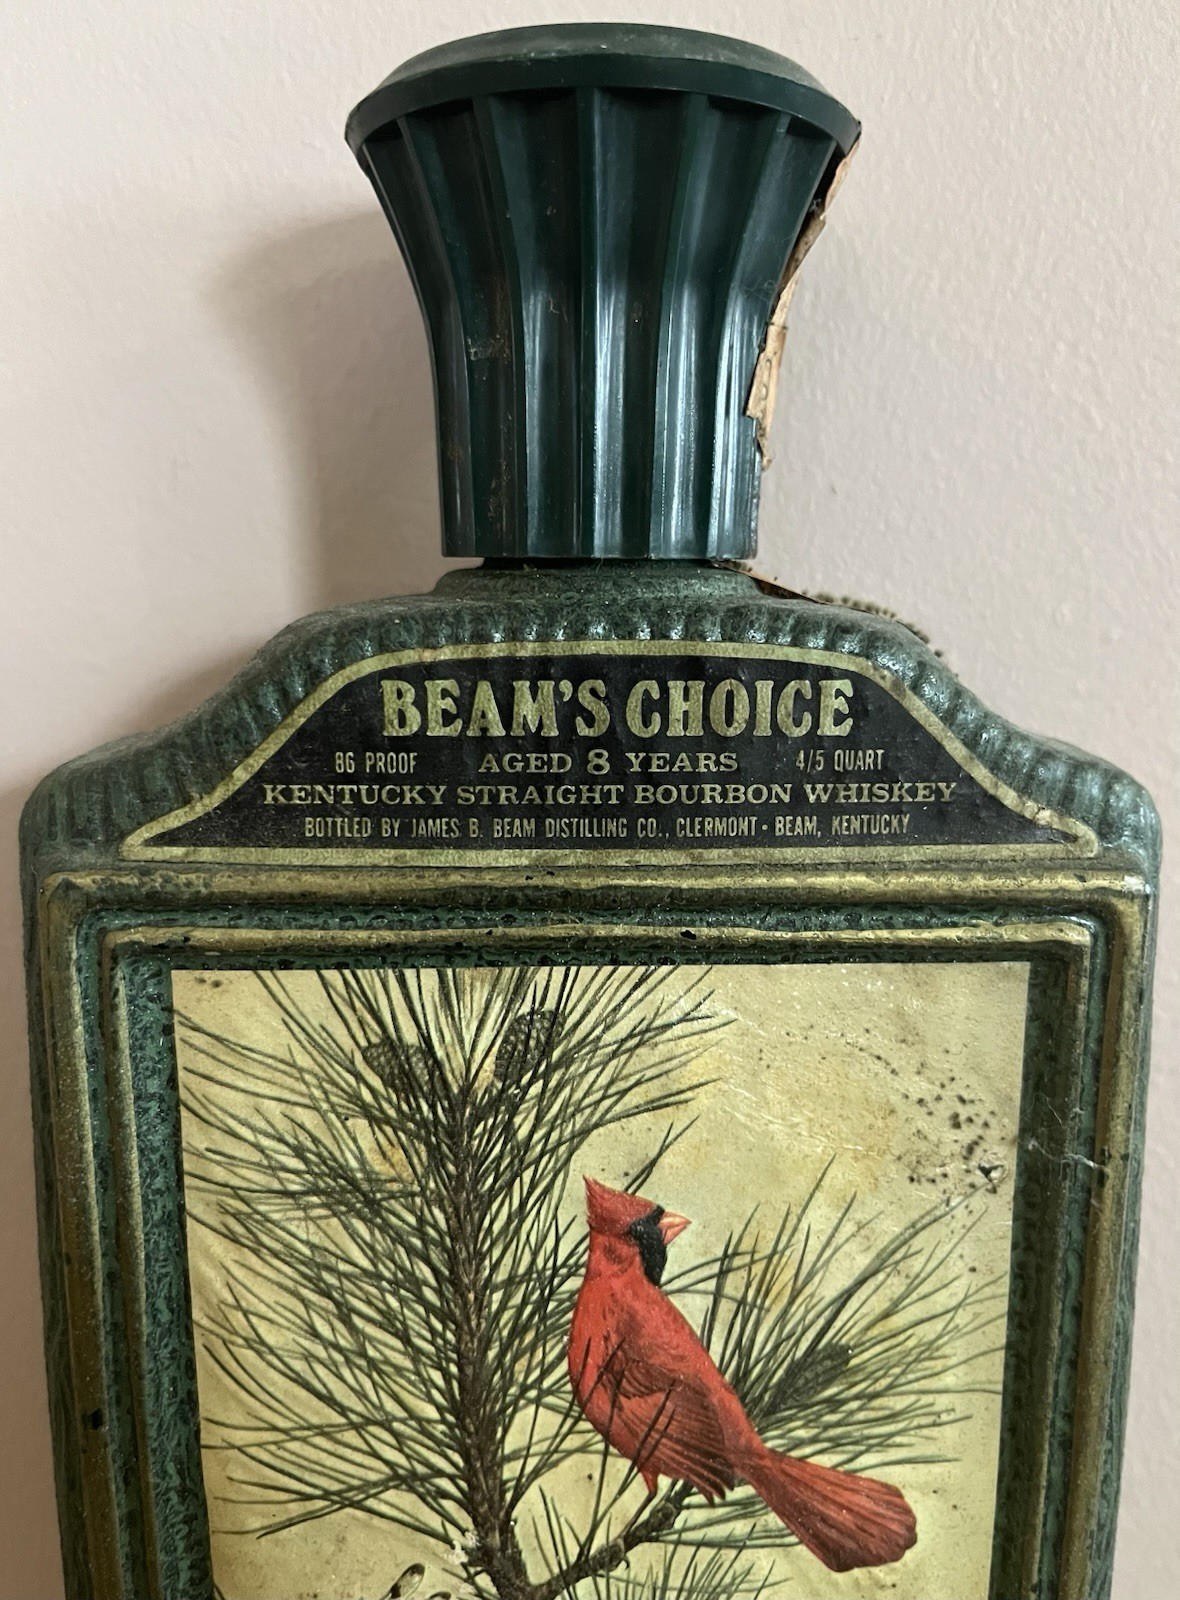 BEAM'S CHOICE
86 PROOF AGED 8 YEARS 4/5 QUART
KENTUCKY STRAIGHT BOURBON WHISKEY
BOTTLED BY JAMES B. BEAM DISTILLING CO., CLERMONT • BEAM, KENTUCKY